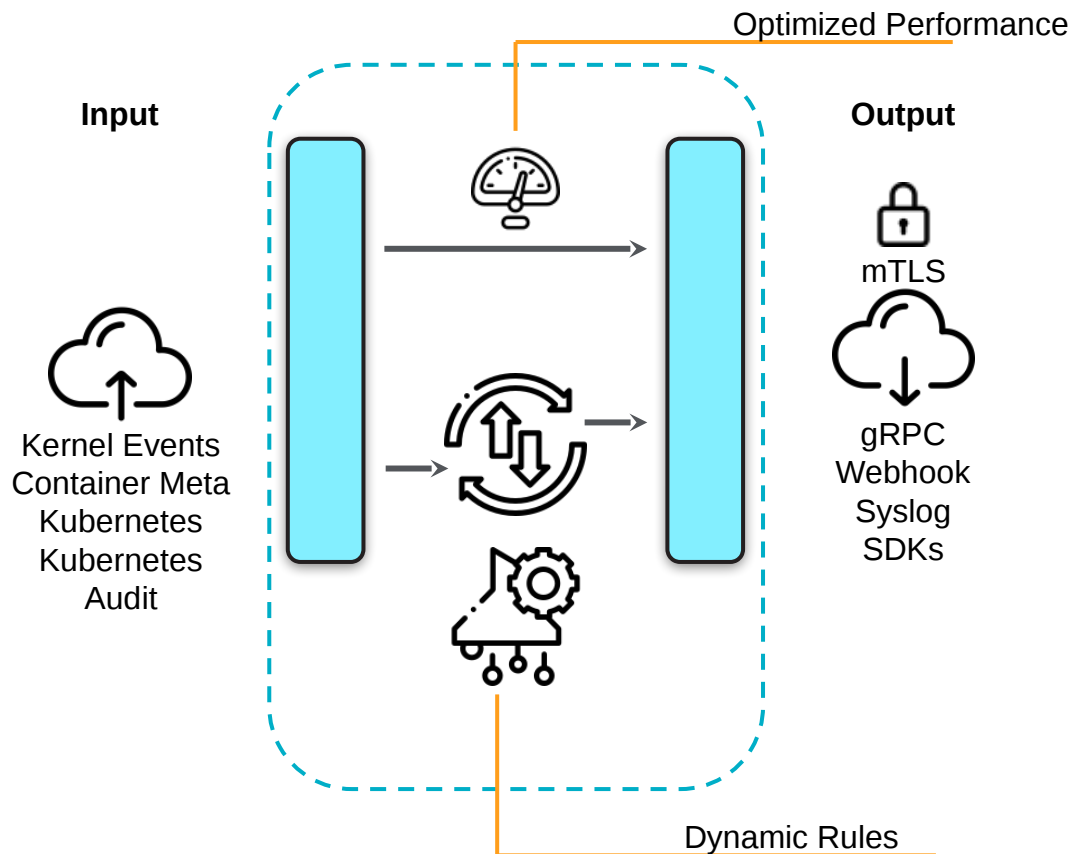 Optimized Performance
Input
Output
mTLS
Kernel Events
Container Meta
Kubernetes
Kubernetes
Audit
gRPC
Webhook
Syslog
SDKs
Dynamic Rules